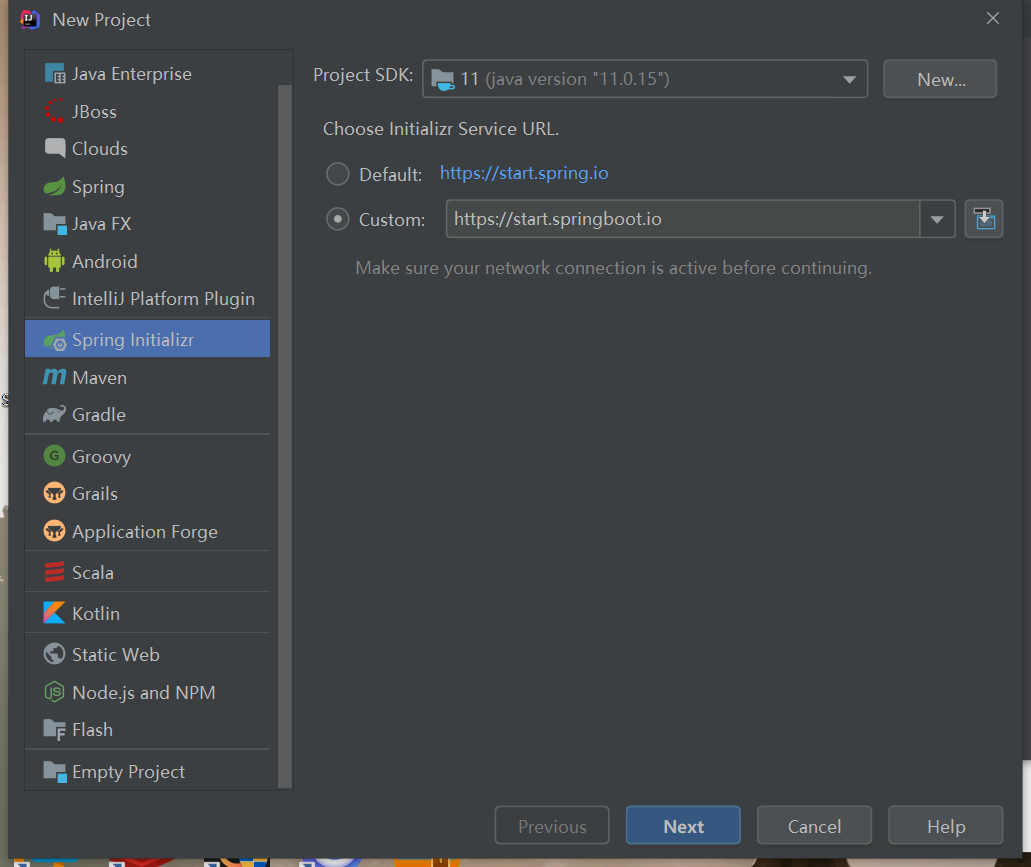 New Project
Java Enterprise
JBoss
Clouds
Spring
Java FX
Android
IntelliJ Platform Plugin
Spring Initializr
Maven
Gradle
Groovy
Grails
Application Forge
Scala
Kotlin
Static Web
Node.js and NPM
Flash
Empty Project
Project SDK: 11 (java version "11.0.15") New...
Choose Initializr Service URL.
Default: https://start.spring.io
Custom: https://start.springboot.io
Make sure your network connection is active before continuing.
Previous Next Cancel Help